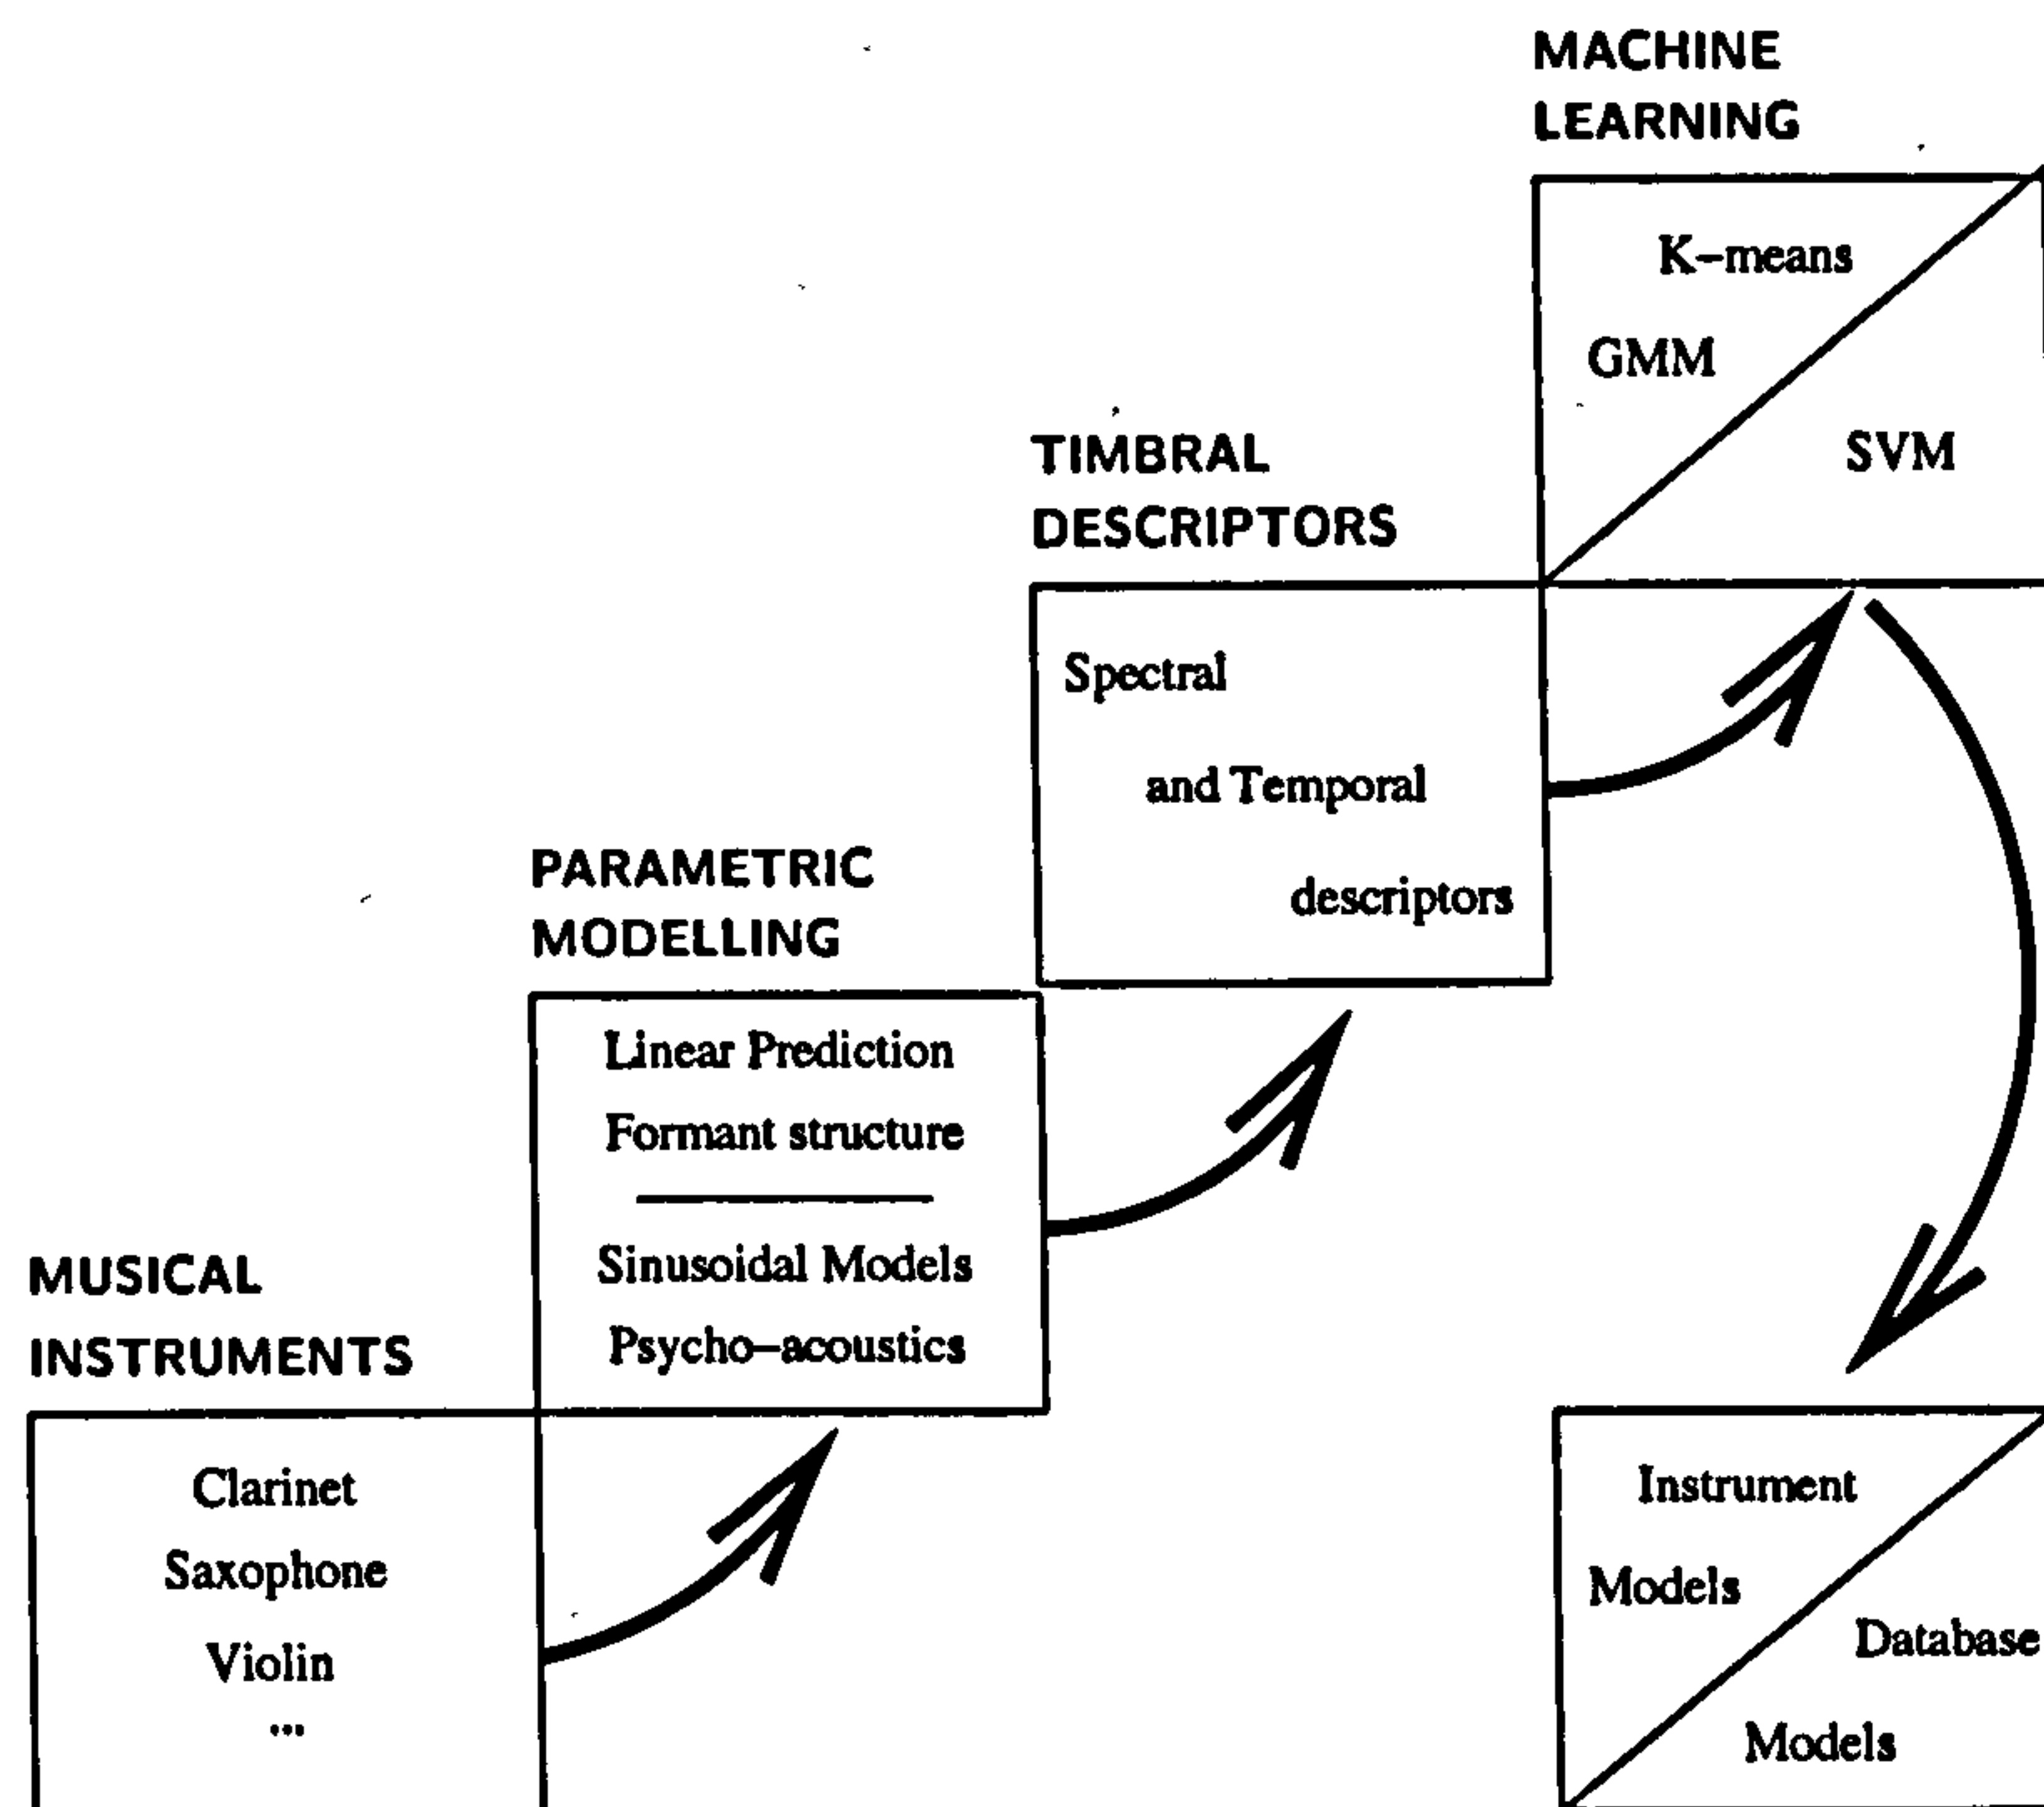 MACHINE
LEARNING
K–means
GMM
SVM
TIMBRAL
DESCRIPTORS
Spectral
and Temporal
descriptors
PARAMETRIC
MODELLING
Linear Prediction
Formant structure
Sinusoidal Models
Psycho–acoustics
MUSICAL
INSTRUMENTS
Clarinet
Saxophone
Violin
...
Instrument
Models
Database
Models